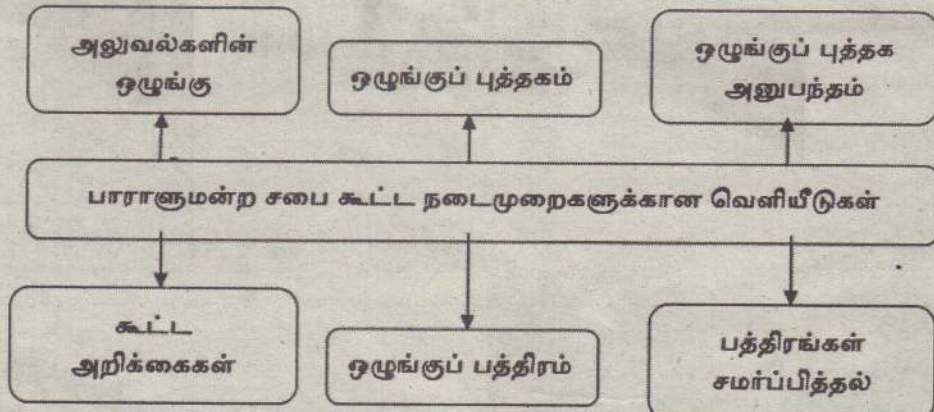 அலுவல்களின்
ஒழுங்கு
ஒழுங்குப் புத்தகம்
ஒழுங்குப் புத்தக
அனுபந்தம்
பாராளுமன்ற சபை கூட்ட நடைமுறைகளுக்கான வெளியீடுகள்
கூட்ட
அறிக்கைகள்
ஒழுங்குப் பத்திரம்
பத்திரங்கள்
சமர்ப்பித்தல்